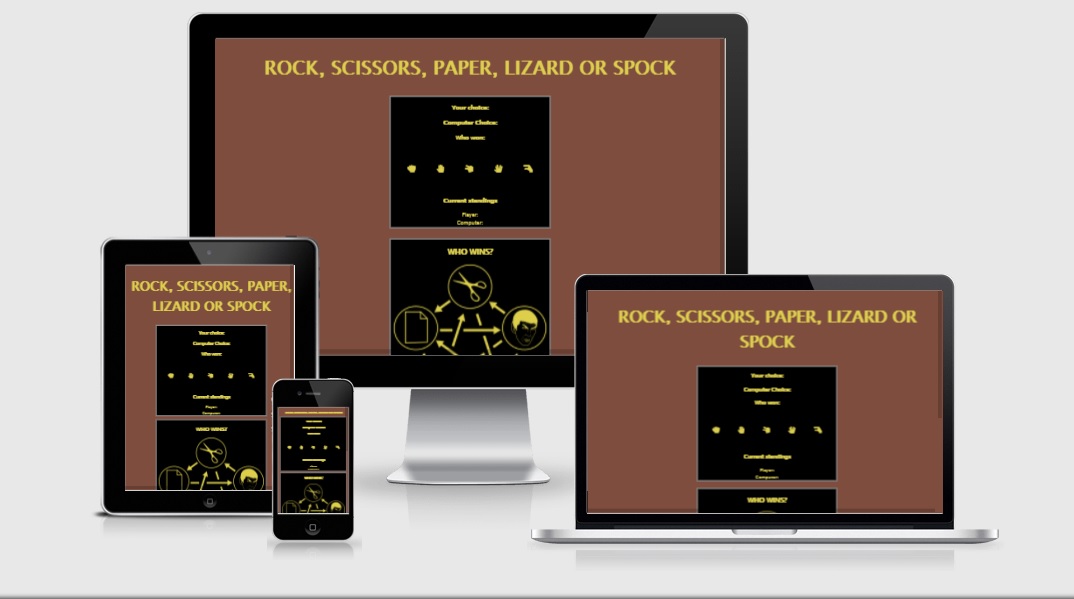 ROCK, SCISSORS, PAPER, LIZARD OR SPOCK
Your choice:
Computer Choice:
Who won:
Current standings
Player:
Computer:
WHO WINS?
ROCK, SCISSORS, PAPER,
LIZARD OR SPOCK
Your choice:
Computer Choice:
Who won:
Current standings
Player:
Computer:
WHO WINS?
ROCK, SCISSORS, PAPER, LIZARD OR
SPOCK
Your choice:
Computer Choice:
Who won:
Current standings
Player:
Computer:
WHO WINS?